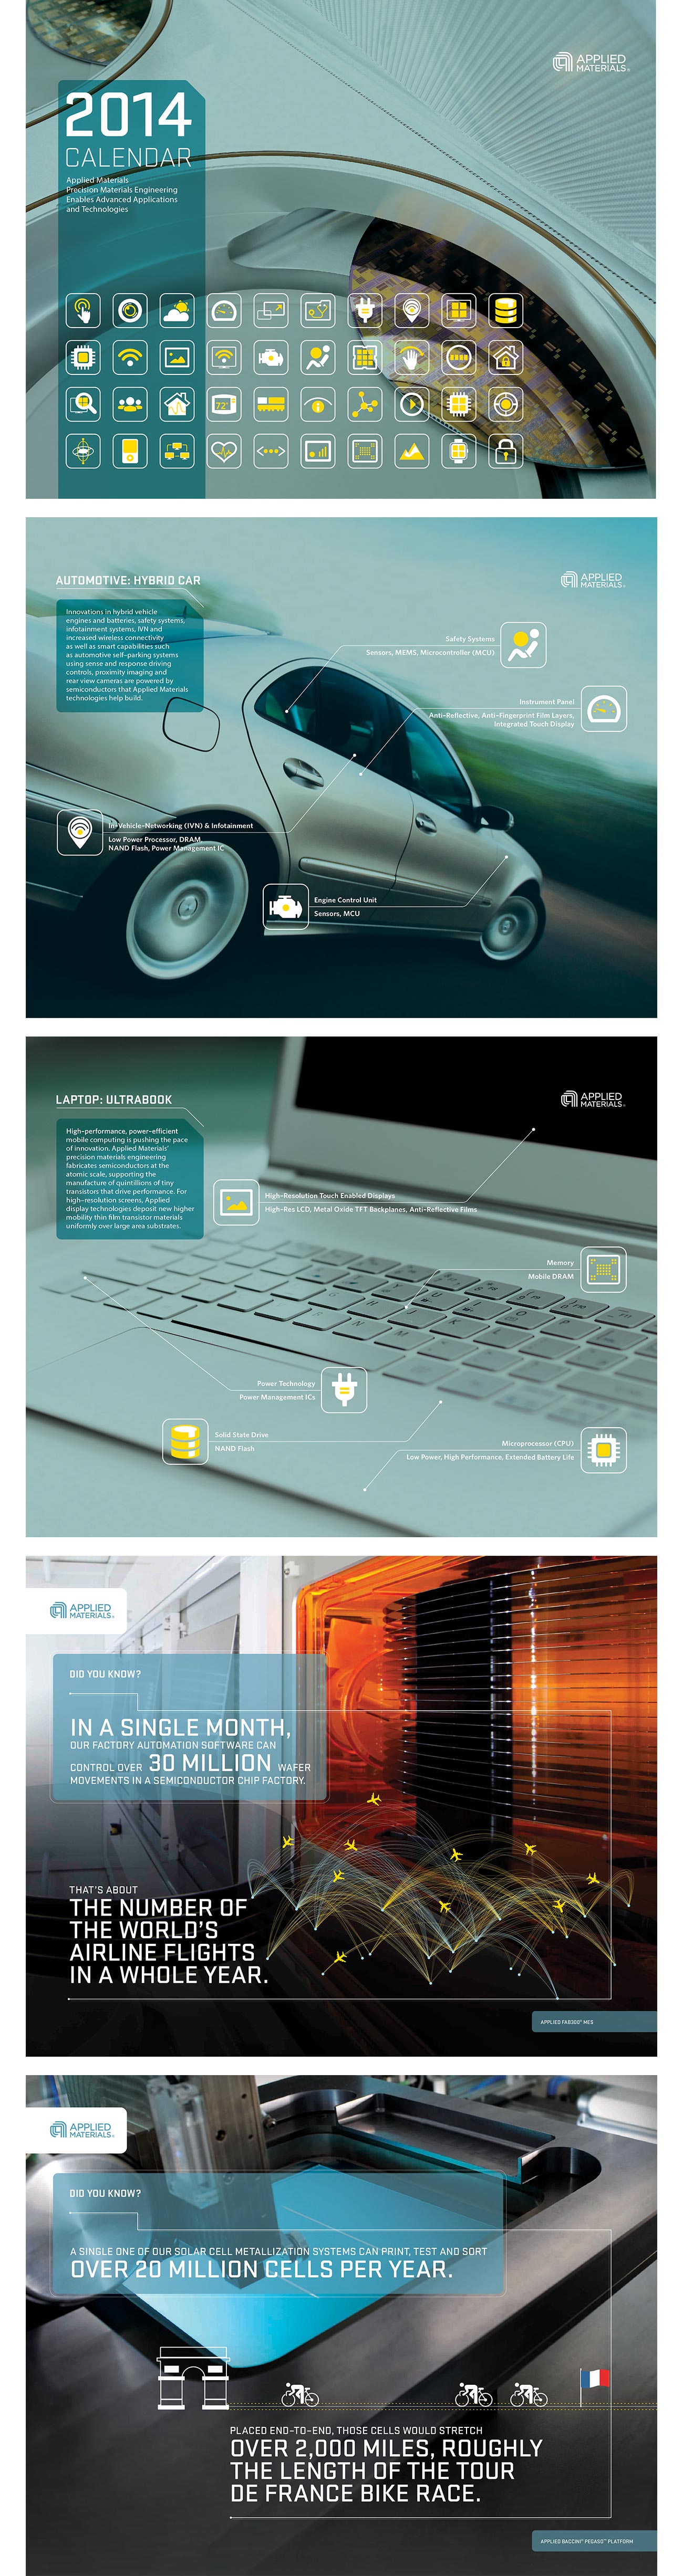 APPLIED
MATERIALS®
2014
CALENDAR
Applied Materials
Precision Materials Engineering
Enables Advanced Applications
and Technologies
72°
AUTOMOTIVE: HYBRID CAR
APPLIED
MATERIALS®
Innovations in hybrid vehicle
engines and batteries, safety systems,
infotainment systems, IVN and
increased wireless connectivity
as well as smart capabilities such
as automotive self-parking systems
using sense and response driving
controls, proximity imaging and
rear view cameras are powered by
semiconductors that Applied Materials
technologies help build.
Safety Systems
Sensors, MEMS, Microcontroller (MCU)
Instrument Panel
Anti-Reflective, Anti-Fingerprint Film Layers,
Integrated Touch Display
In-Vehicle-Networking (IVN) & Infotainment
Low Power Processor, DRAM,
NAND Flash, Power Management IC
Engine Control Unit
Sensors, MCU
LAPTOP: ULTRABOOK
APPLIED
MATERIALS®
High-performance, power-efficient
mobile computing is pushing the pace
of innovation. Applied Materials'
precision materials engineering
fabricates semiconductors at the
atomic scale, supporting the
manufacture of quintillions of tiny
transistors that drive performance. For
high-resolution screens, Applied
display technologies deposit new higher
mobility thin film transistor materials
uniformly over large area substrates.
High-Resolution Touch Enabled Displays
High-Res LCD, Metal Oxide TFT Backplanes, Anti-Reflective Films
Memory
Mobile DRAM
Power Technology
Power Management ICs
Solid State Drive
NAND Flash
Microprocessor (CPU)
Low Power, High Performance, Extended Battery Life
APPLIED
MATERIALS®
DID YOU KNOW?
IN A SINGLE MONTH,
OUR FACTORY AUTOMATION SOFTWARE CAN
CONTROL OVER 30 MILLION WAFER
MOVEMENTS IN A SEMICONDUCTOR CHIP FACTORY.
THAT'S ABOUT
THE NUMBER OF
THE WORLD'S
AIRLINE FLIGHTS
IN A WHOLE YEAR.
APPLIED FAB300® MES
APPLIED
MATERIALS®
DID YOU KNOW?
A SINGLE ONE OF OUR SOLAR CELL METALLIZATION SYSTEMS CAN PRINT, TEST AND SORT
OVER 20 MILLION CELLS PER YEAR.
PLACED END-TO-END, THOSE CELLS WOULD STRETCH
OVER 2,000 MILES, ROUGHLY
THE LENGTH OF THE TOUR
DE FRANCE BIKE RACE.
APPLIED BACCINI® PEGASO™ PLATFORM